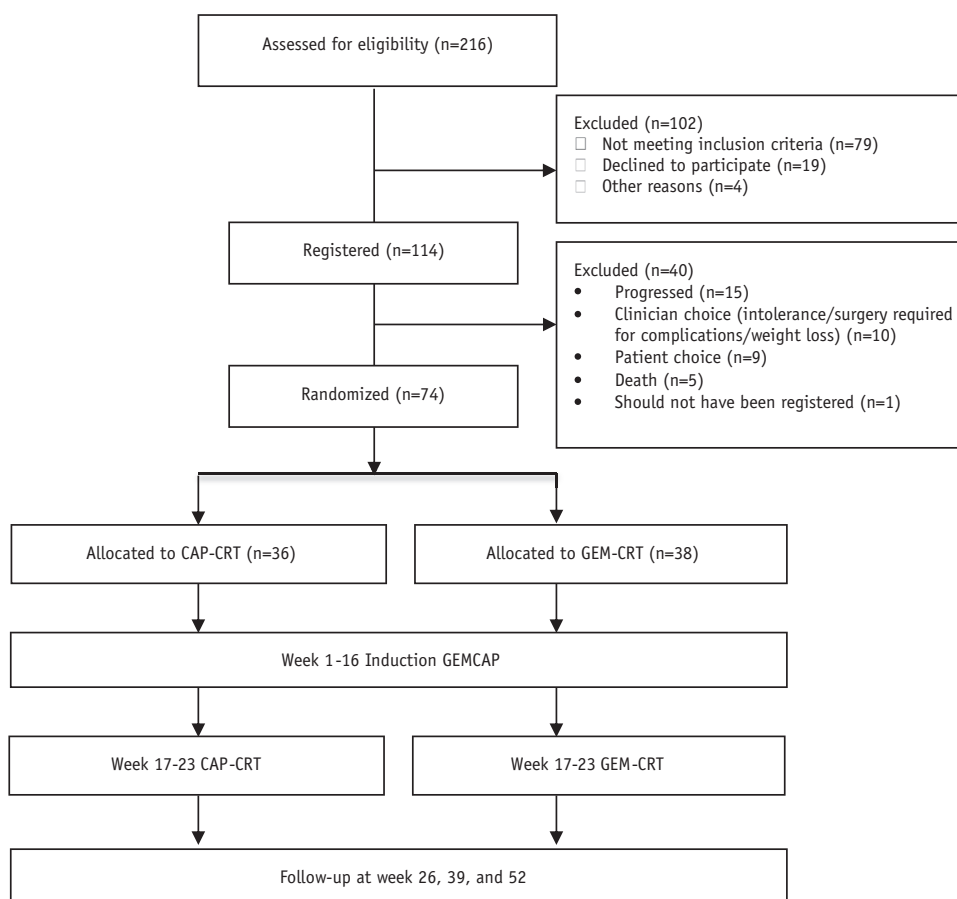 Assessed for eligibility (n=216)
Excluded (n=102)
□ Not meeting inclusion criteria (n=79)
□ Declined to participate (n=19)
□ Other reasons (n=4)
Registered (n=114)
Excluded (n=40)
• Progressed (n=15)
• Clinician choice (intolerance/surgery required
for complications/weight loss) (n=10)
• Patient choice (n=9)
• Death (n=5)
• Should not have been registered (n=1)
Randomized (n=74)
Allocated to CAP-CRT (n=36)
Allocated to GEM-CRT (n=38)
Week 1-16 Induction GEMCAP
Week 17-23 CAP-CRT
Week 17-23 GEM-CRT
Follow-up at week 26, 39, and 52